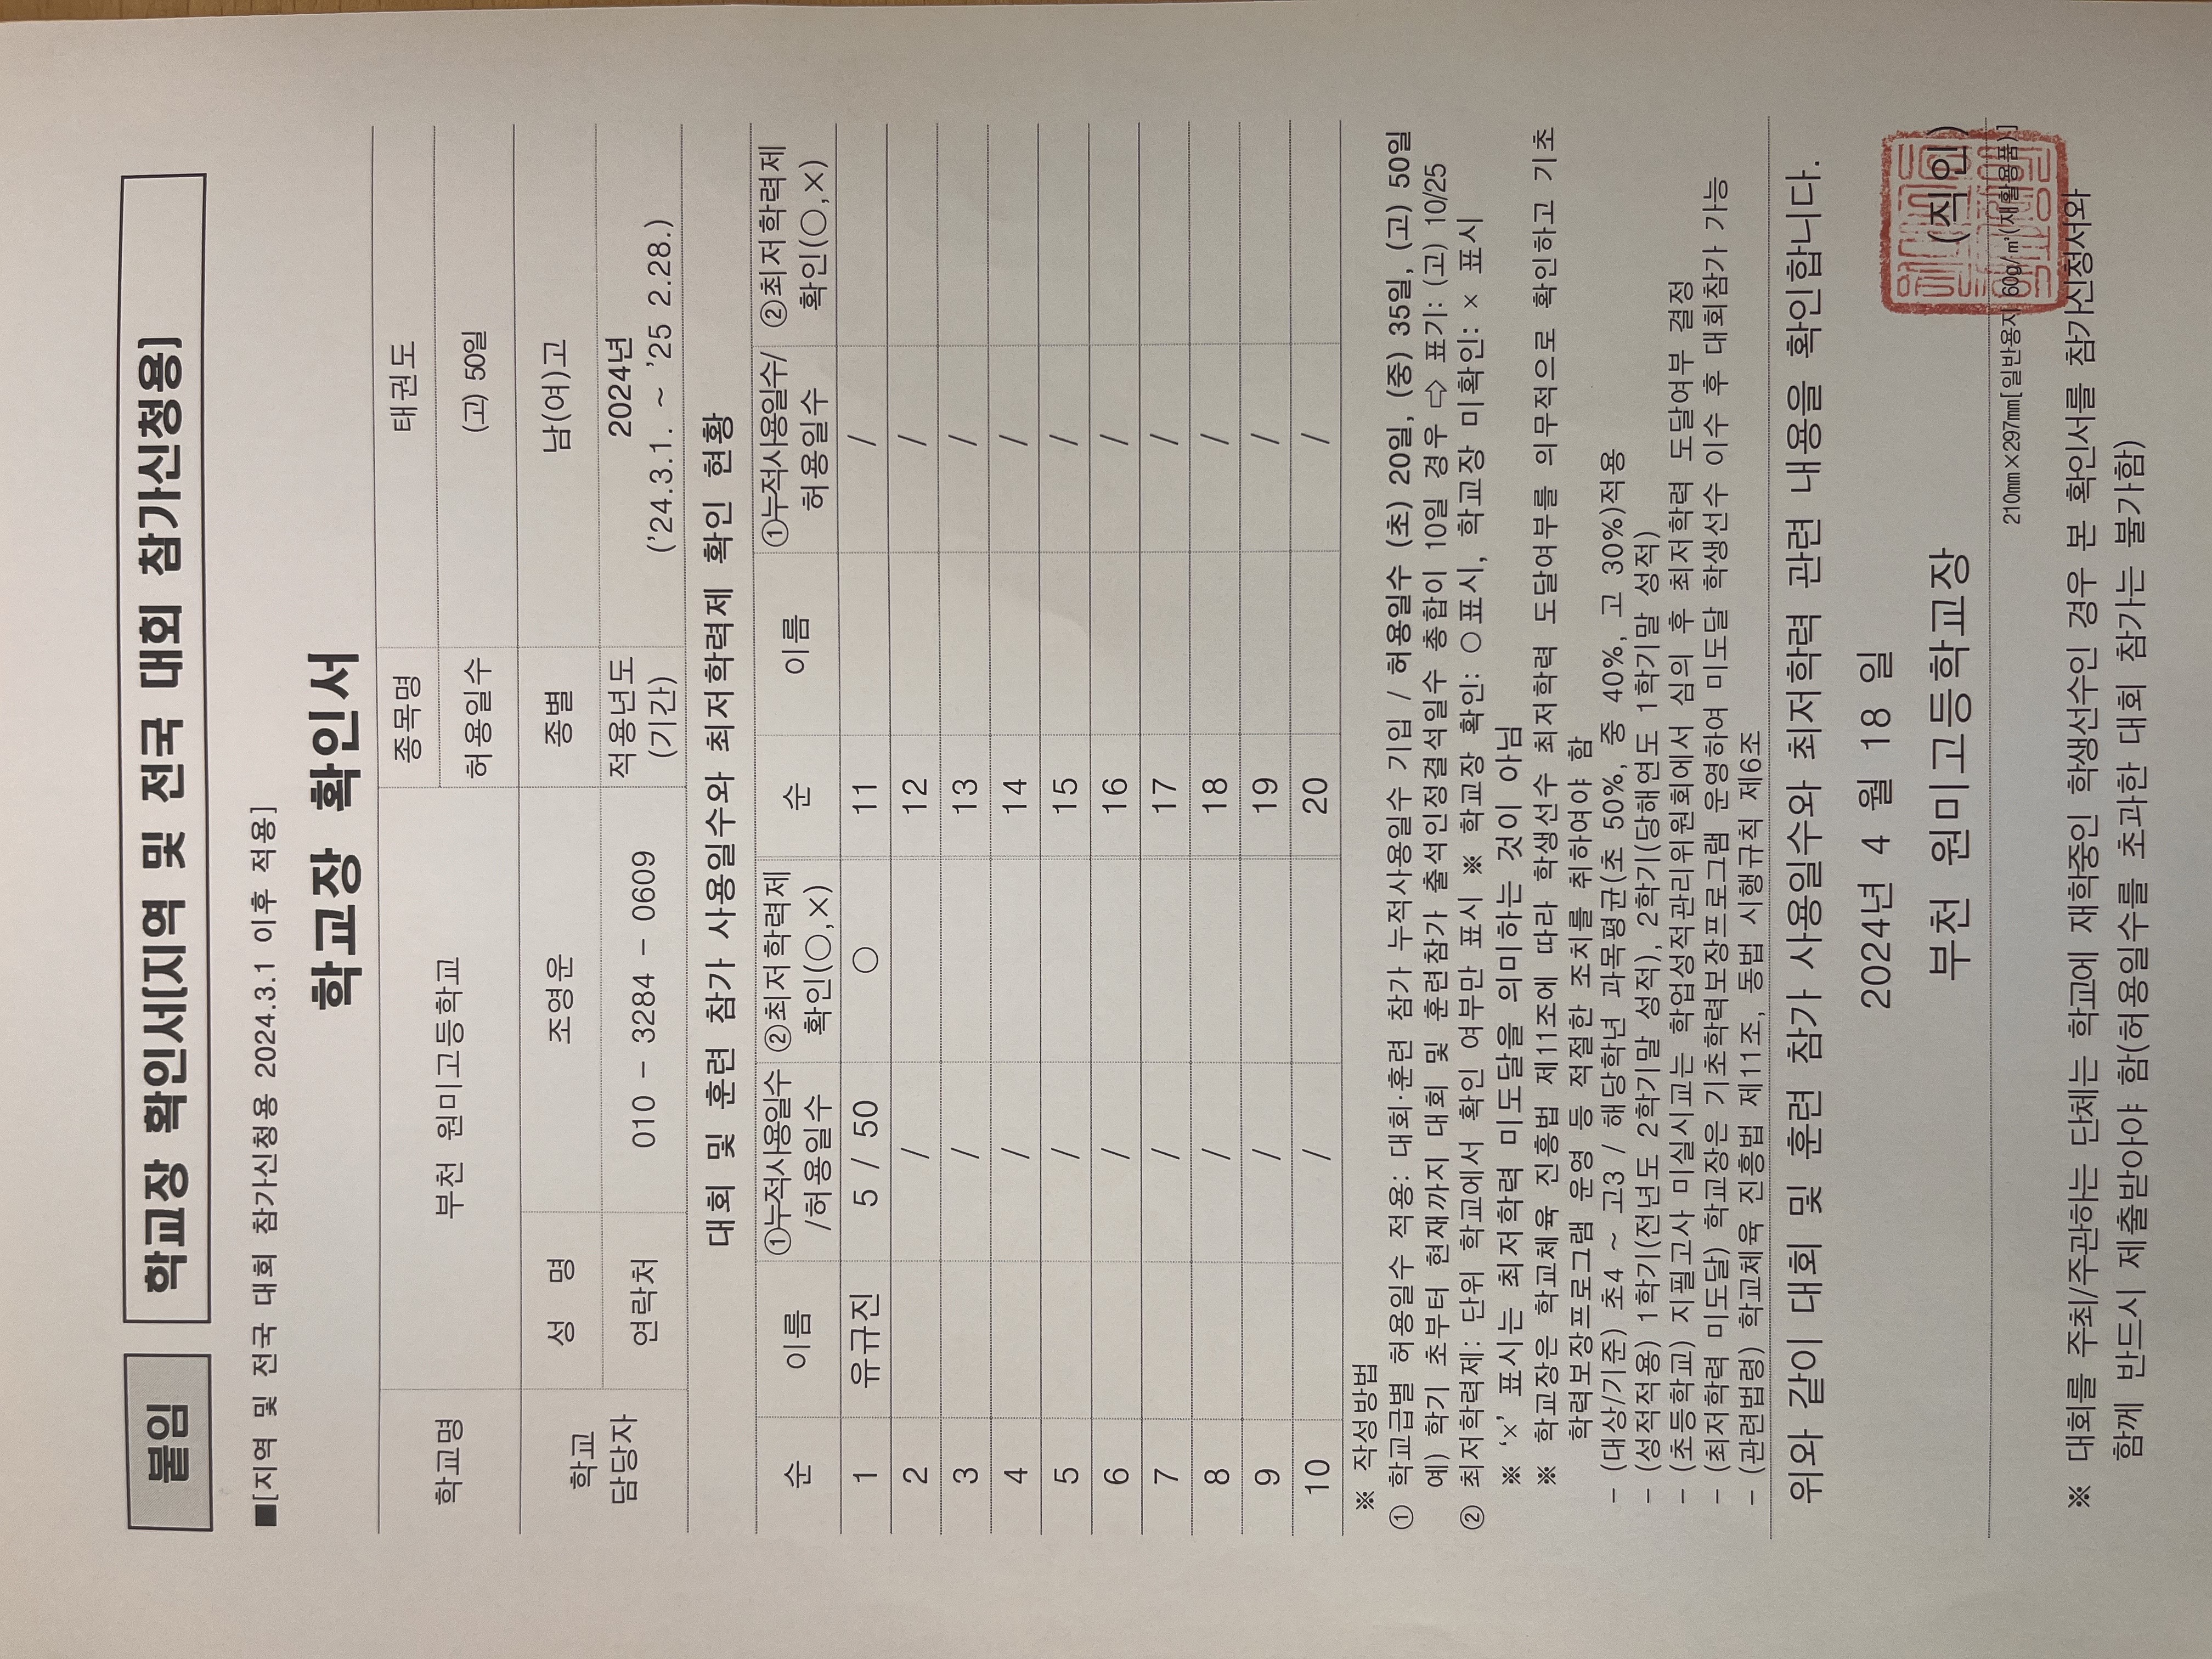 붙임
학교장 확인서[지역 및 전국 대회 참가신청용]
■[지역 및 전국 대회 참가신청용 2024.3.1 이후 적용]
학교장 확인서
학교명 부천 원미고등학교 종목명 태권도
허용일수 (고) 50일
학교 담당자 성 명 조영운 종별 남(여)고
연락처 010 - 3284 - 0609 적용년도 (기간) 2024년
('24.3.1. ~ '25 2.28.)
대회 및 훈련 참가 사용일수와 최저학력제 확인 현황
순 이름 ①누적사용일수 /허용일수 ②최저학력제 확인(○,×) 순 이름 ①누적사용일수/ 허용일수 ②최저학력제 확인(○,×)
1 유규진 5 / 50 ○ 11 /
2 / 12 /
3 / 13 /
4 / 14 /
5 / 15 /
6 / 16 /
7 / 17 /
8 / 18 /
9 / 19 /
10 / 20 /
※ 작성방법
① 학교급별 허용일수 적용: 대회·훈련 참가 누적사용일수 기입 / 허용일수 (초) 20일, (중) 35일, (고) 50일
예) 학기 초부터 현재까지 대회 및 훈련참가 출석인정결석일수 총합이 10일 경우 ⇨ 표기: (고) 10/25
② 최저학력제: 단위 학교에서 확인 여부만 표시 ※ 학교장 확인: ○표시, 학교장 미확인: × 표시
※ '×' 표시는 최저학력 미도달을 의미하는 것이 아님
※ 학교장은 학교체육 진흥법 제11조에 따라 학생선수 최저학력 도달여부를 의무적으로 확인하고 기초
학력보장프로그램 운영 등 적절한 조치를 취하여야 함
- (대상/기준) 초4 ~ 고3 / 해당학년 과목평균(초 50%, 중 40%, 고 30%)적용
- (성적적용) 1학기(전년도 2학기말 성적), 2학기(당해연도 1학기말 성적)
- (초등학교) 지필고사 미실시교는 학업성적관리위원회에서 심의 후 최저학력 도달여부 결정
- (최저학력 미도달) 학교장은 기초학력보장프로그램 운영하여 미도달 학생선수 이수 후 대회참가 가능
- (관련법령) 학교체육 진흥법 제11조, 동법 시행규칙 제6조
위와 같이 대회 및 훈련 참가 사용일수와 최저학력 관련 내용을 확인합니다.
2024년 4 월 18 일
부천 원미고등학교장 (직인)
210㎜×297㎜[일반용지 60g/㎡(재활용품)]
※ 대회를 주최/주관하는 단체는 학교에 재학중인 학생선수인 경우 본 확인서를 참가신청서와
함께 반드시 제출받아야 함(허용일수를 초과한 대회 참가는 불가함)